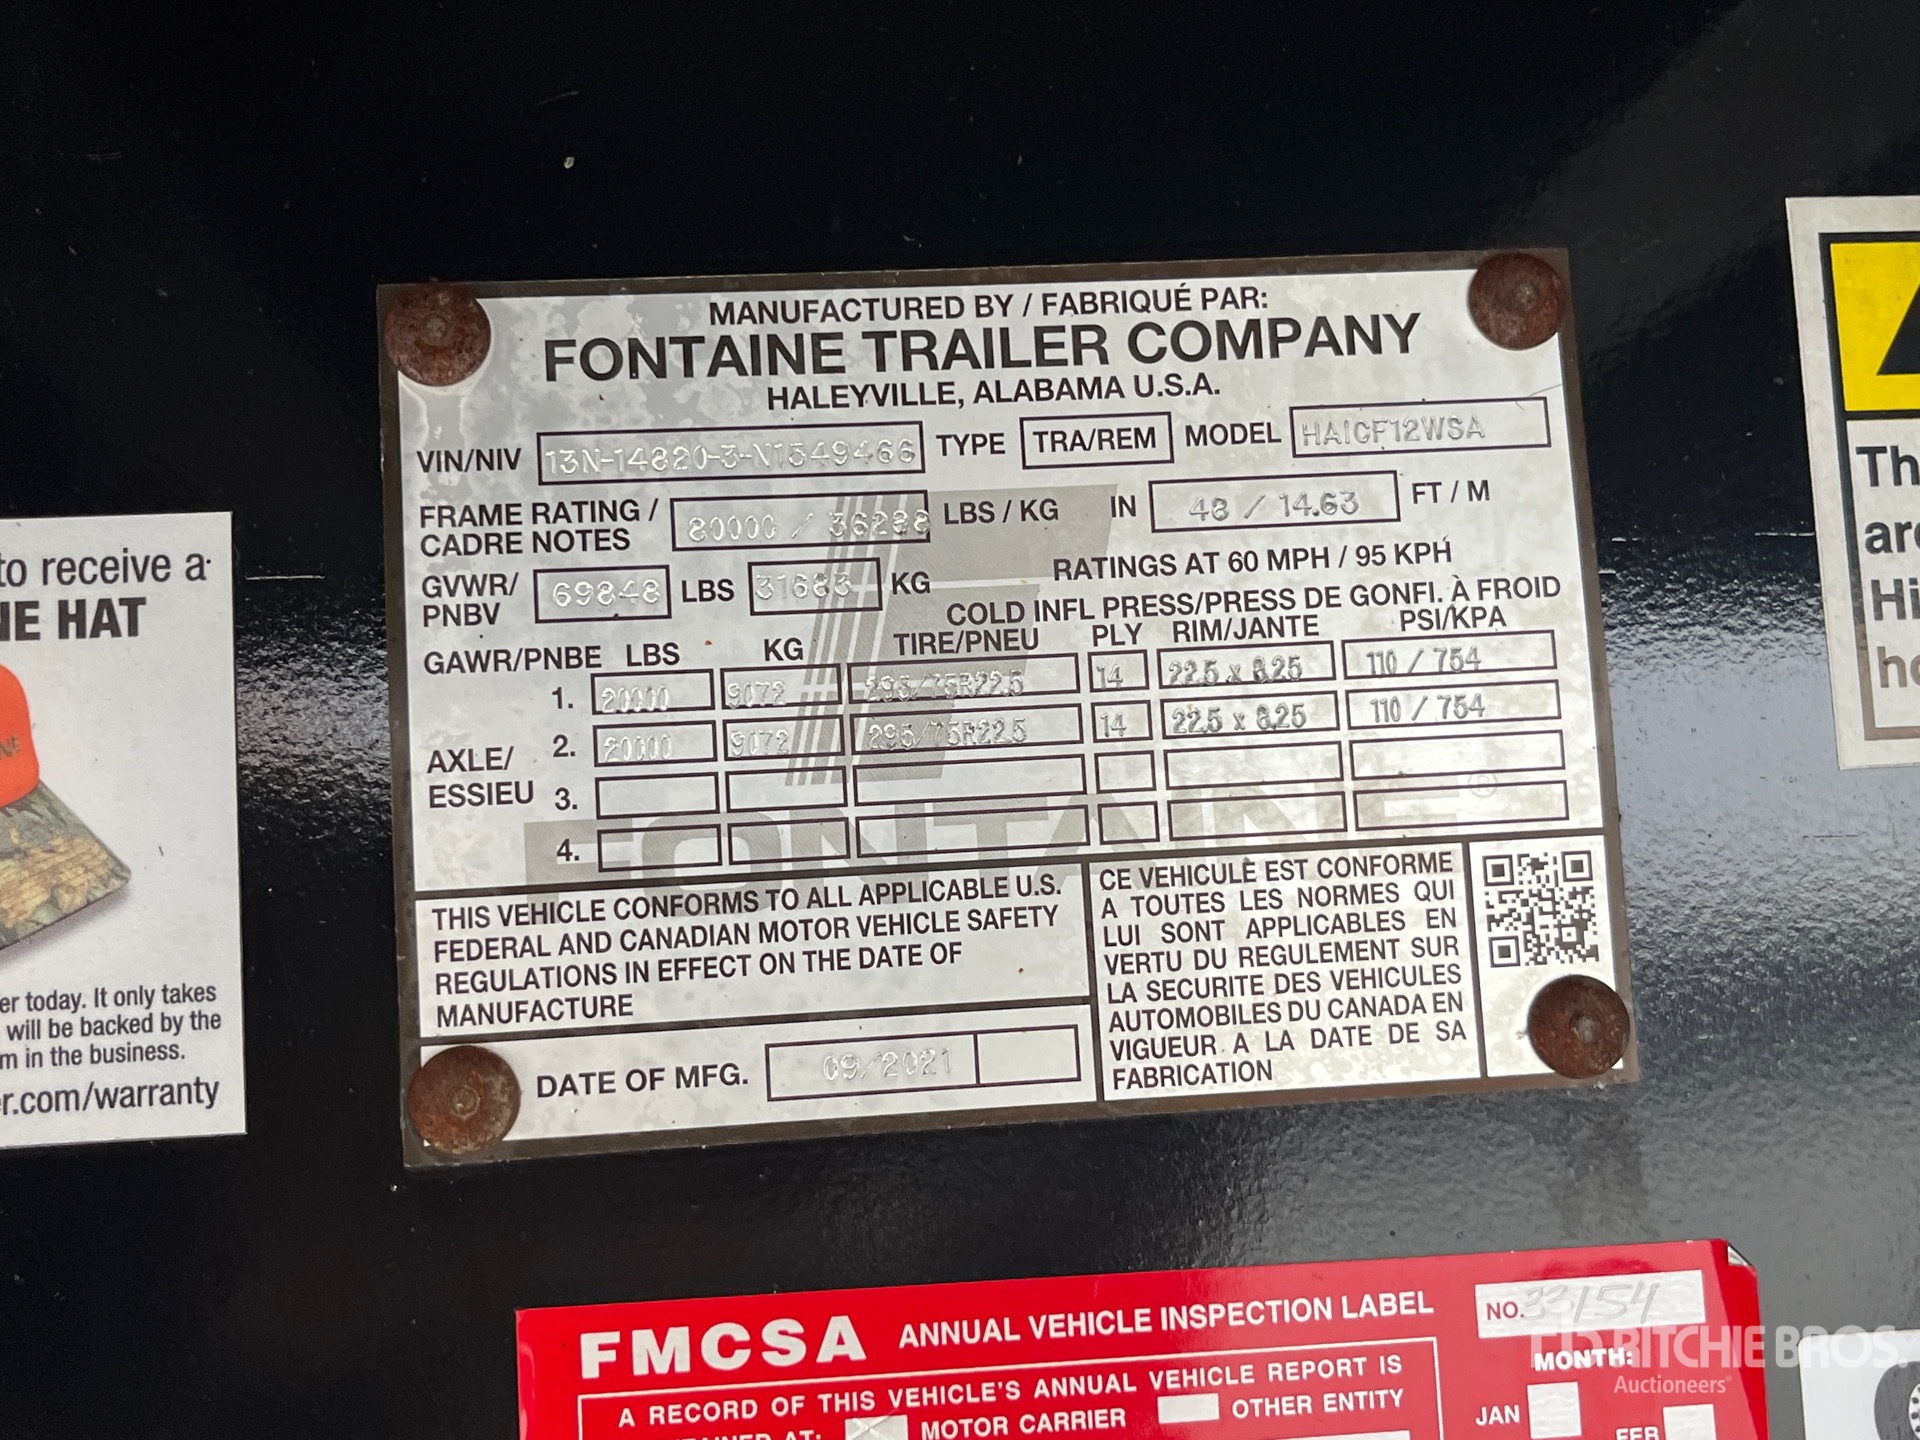 MANUFACTURED BY / FABRIQUÉ PAR:
FONTAINE TRAILER COMPANY
HALEYVILLE, ALABAMA U.S.A.
VIN/NIV 13N-14820-3-N1549466 TYPE TRA/REM MODEL HAICF12WSA
FRAME RATING / CADRE NOTES 80000 / 36288 LBS / KG IN 48 / 14.63 FT / M
GVWR/ PNBV 69848 LBS 31683 KG RATINGS AT 60 MPH / 95 KPH
COLD INFL PRESS/PRESS DE GONFL. À FROID
GAWR/PNBE LBS KG TIRE/PNEU PLY RIM/JANTE PSI/KPA
1. 20000 9072 295/75R22.5 14 22.5 x 8.25 110 / 754
AXLE/ ESSIEU
2. 20000 9072 295/75R22.5 14 22.5 x 8.25 110 / 754
3.
4.
FONTAINE ®
THIS VEHICLE CONFORMS TO ALL APPLICABLE U.S.
FEDERAL AND CANADIAN MOTOR VEHICLE SAFETY
REGULATIONS IN EFFECT ON THE DATE OF
MANUFACTURE
DATE OF MFG. 09/2021
CE VEHICULE EST CONFORME
A TOUTES LES NORMES QUI
LUI SONT APPLICABLES EN
VERTU DU REGULEMENT SUR
LA SECURITE DES VEHICULES
AUTOMOBILES DU CANADA EN
VIGUEUR A LA DATE DE SA
FABRICATION
to receive a
NE HAT
er today. It only takes
will be backed by the
m in the business.
r.com/warranty
Th
are
Hi
ho
FMCSA ANNUAL VEHICLE INSPECTION LABEL
NO. 33154
A RECORD OF THIS VEHICLE'S ANNUAL VEHICLE REPORT IS
AT: MOTOR CARRIER OTHER ENTITY
MONTH:
JAN FEB
RITCHIE BROS.
Auctioneers